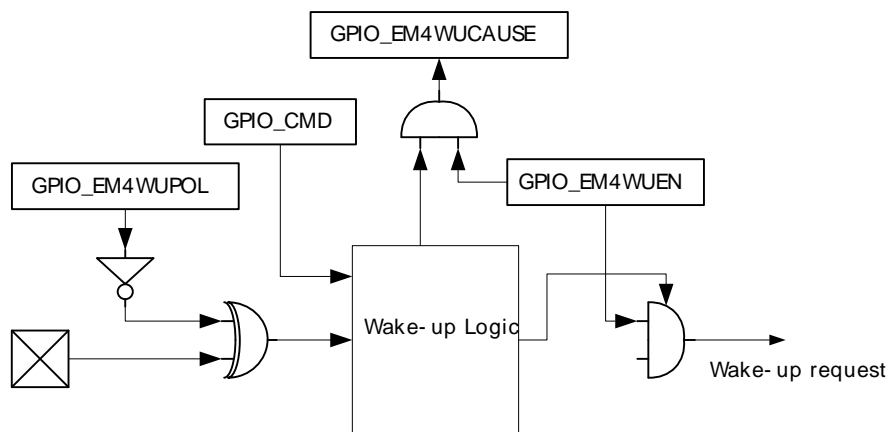 GPIO_EM4WUCAUSE
GPIO_CMD
GPIO_EM4WUPOL
GPIO_EM4WUEN
Wake-up Logic
Wake-up request